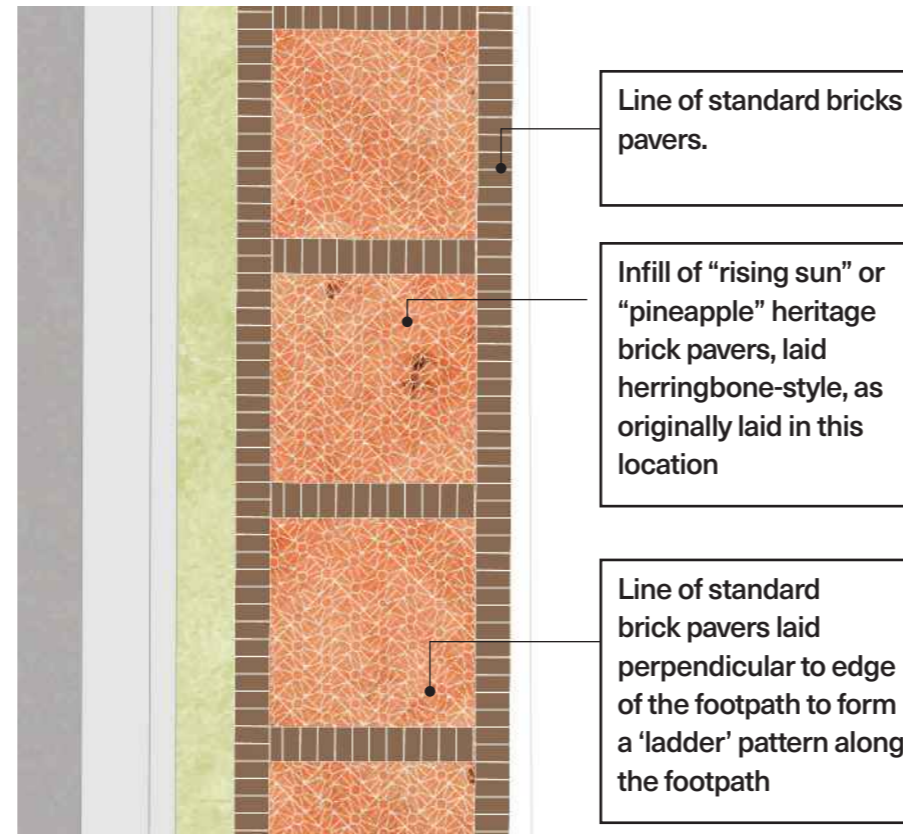 Line of standard bricks
pavers.
Infill of “rising sun” or
“pineapple” heritage
brick pavers, laid
herringbone-style, as
originally laid in this
location
Line of standard
brick pavers laid
perpendicular to edge
of the footpath to form
a ‘ladder’ pattern along
the footpath